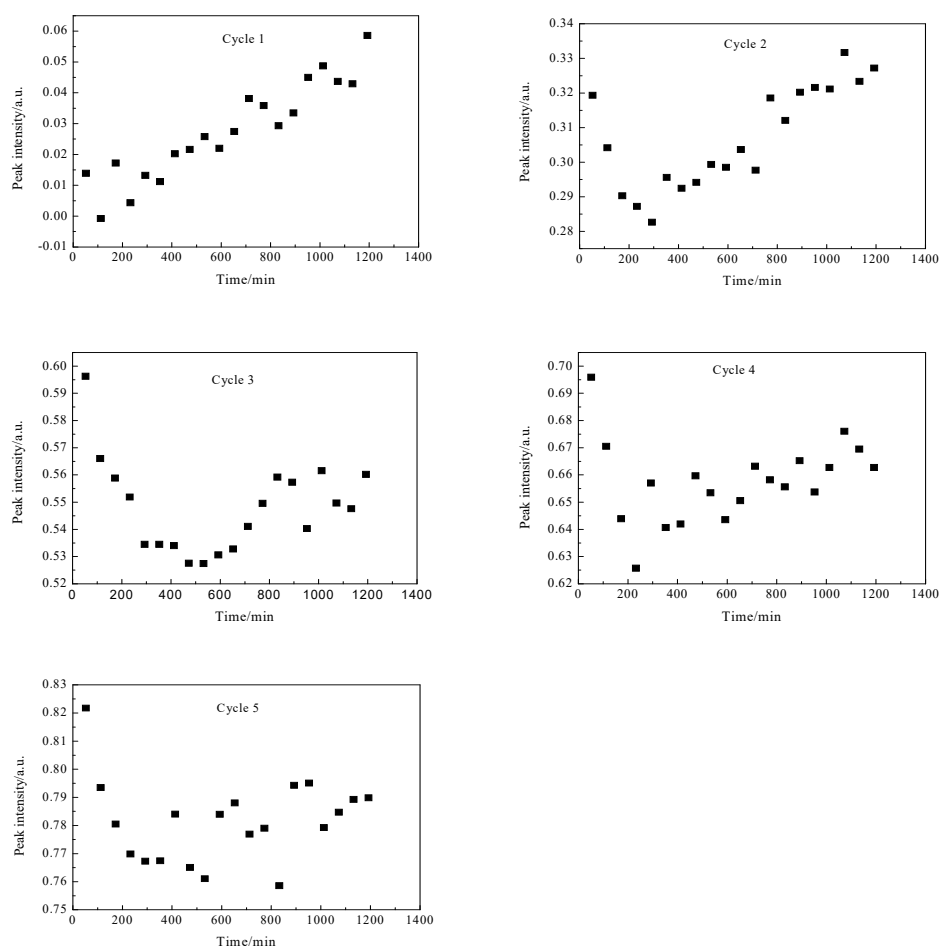 Cycle 1
Peak intensity/a.u.
0.06
0.05
0.04
0.03
0.02
0.01
0.00
-0.01
0 200 400 600 800 1000 1200 1400
Time/min
Cycle 2
Peak intensity/a.u.
0.34
0.33
0.32
0.31
0.30
0.29
0.28
0 200 400 600 800 1000 1200 1400
Time/min
Cycle 3
Peak intensity/a.u.
0.60
0.59
0.58
0.57
0.56
0.55
0.54
0.53
0.52
0 200 400 600 800 1000 1200 1400
Time/min
Cycle 4
Peak intensity/a.u.
0.70
0.69
0.68
0.67
0.66
0.65
0.64
0.63
0.62
0 200 400 600 800 1000 1200 1400
Time/min
Cycle 5
Peak intensity/a.u.
0.83
0.82
0.81
0.80
0.79
0.78
0.77
0.76
0.75
0 200 400 600 800 1000 1200 1400
Time/min